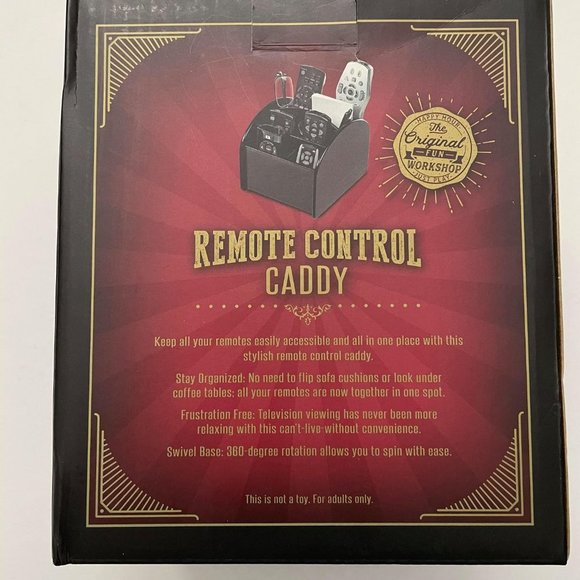 HAPPY HOUR
The
Original
FUN
WORKSHOP
JUST PLAY
REMOTE CONTROL
CADDY
Keep all your remotes easily accessible and all in one place with this
stylish remote control caddy.
Stay Organized: No need to flip sofa cushions or look under
coffee tables: all your remotes are now together in one spot.
Frustration Free: Television viewing has never been more
relaxing with this can't-live-without convenience.
Swivel Base: 360-degree rotation allows you to spin with ease.
This is not a toy. For adults only.